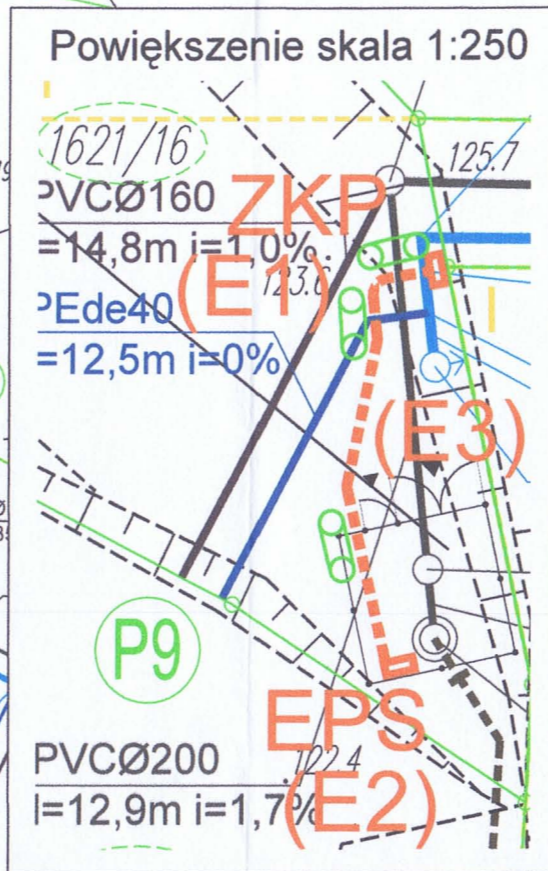 Powiększenie skala 1:250
1621/16
125.7
PVCØ160
ZKP
=14,8m i=1,0%
(E1)
123.6
PEde40
=12,5m i=0%
(E3)
P9
EPS
PVCØ200
122.4
l=12,9m i=1,7%
(E2)